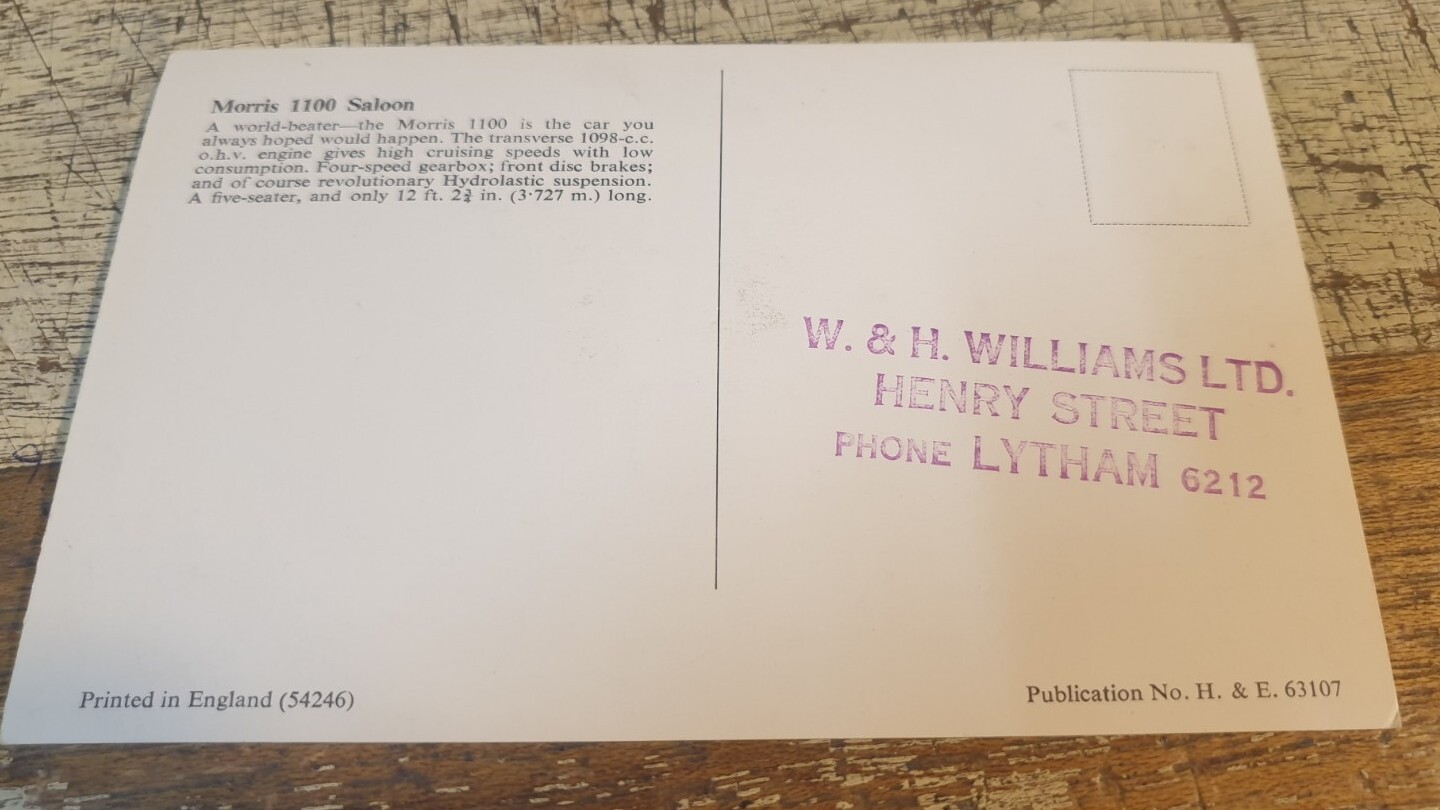 Morris 1100 Saloon
A world-beater—the Morris 1100 is the car you
always hoped would happen. The transverse 1098-c.c.
o.h.v. engine gives high cruising speeds with low
consumption. Four-speed gearbox; front disc brakes;
and of course revolutionary Hydrolastic suspension.
A five-seater, and only 12 ft. 2¾ in. (3·727 m.) long.
W. & H. WILLIAMS LTD.
HENRY STREET
PHONE LYTHAM 6212
Printed in England (54246)
Publication No. H. & E. 63107